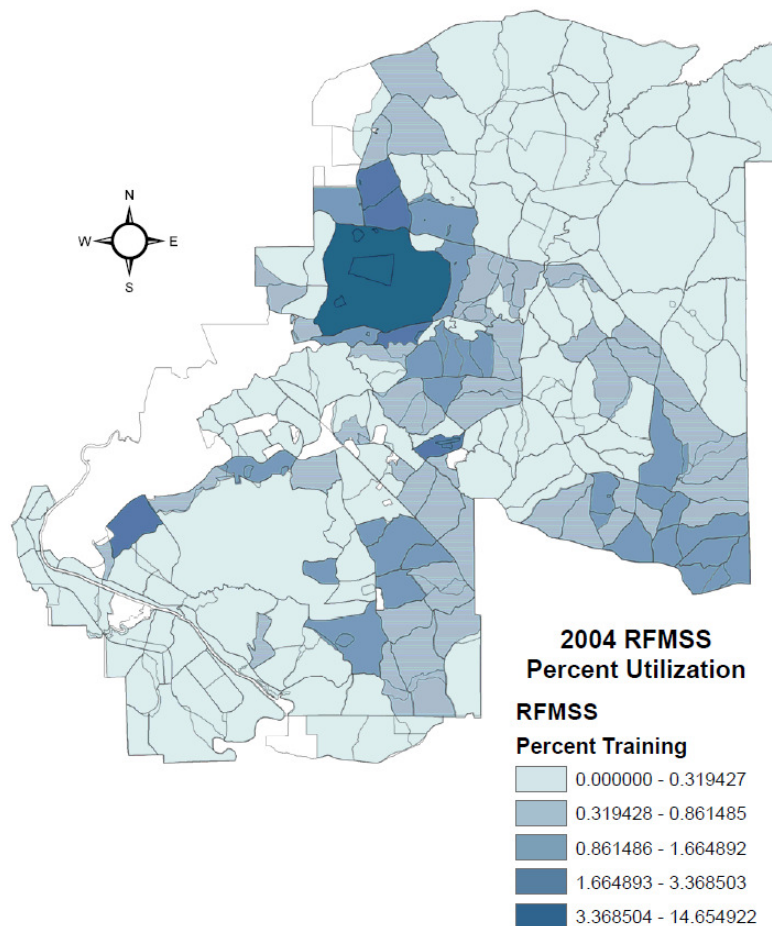 N
W E
S
2004 RFMSS
Percent Utilization
RFMSS
Percent Training
0.000000 - 0.319427
0.319428 - 0.861485
0.861486 - 1.664892
1.664893 - 3.368503
3.368504 - 14.654922